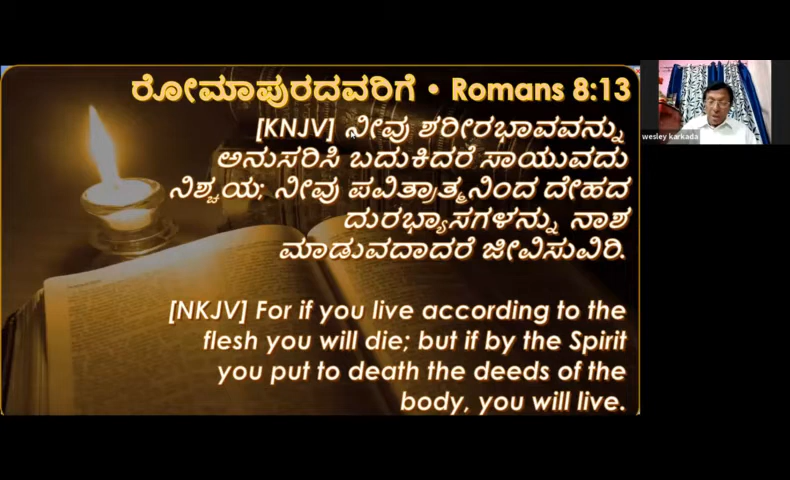 ರೋಮಾಪುರದವರಿಗೆ • Romans 8:13
[KNJV] ನೀವು ಶರೀರಭಾವವನ್ನು
ಅನುಸರಿಸಿ ಬದುಕಿದರೆ ಸಾಯುವದು
ನಿಶ್ಚಯ; ನೀವು ಪವಿತ್ರಾತ್ಮನಿಂದ ದೇಹದ
ದುರಭ್ಯಾಸಗಳನ್ನು ನಾಶ
ಮಾಡುವದಾದರೆ ಜೀವಿಸುವಿರಿ.
[NKJV] For if you live according to the
flesh you will die; but if by the Spirit
you put to death the deeds of the
body, you will live.
wesley karkada